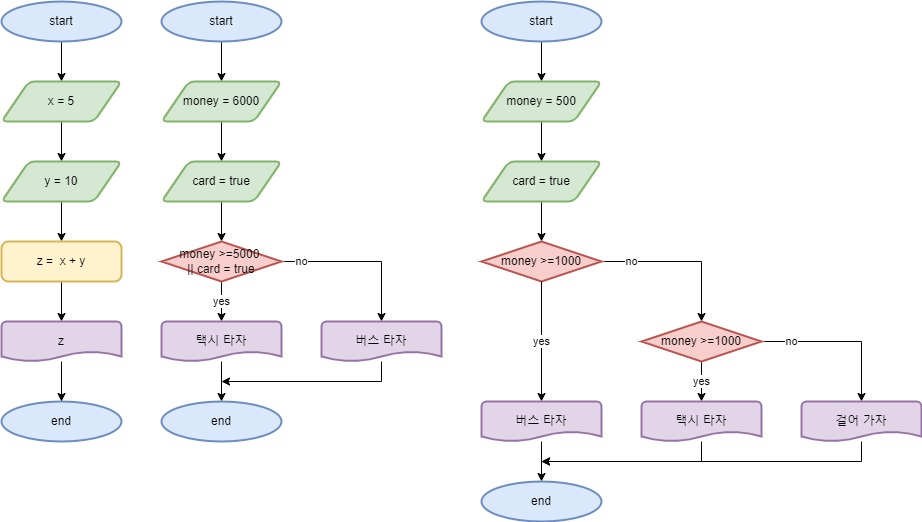 start
x = 5
y = 10
z = x + y
z
end
start
money = 6000
card = true
money >=5000
|| card = true
no
yes
택시 타자
버스 타자
end
start
money = 500
card = true
money >=1000
no
yes
money >=1000
no
yes
버스 타자
택시 타자
걸어 가자
end